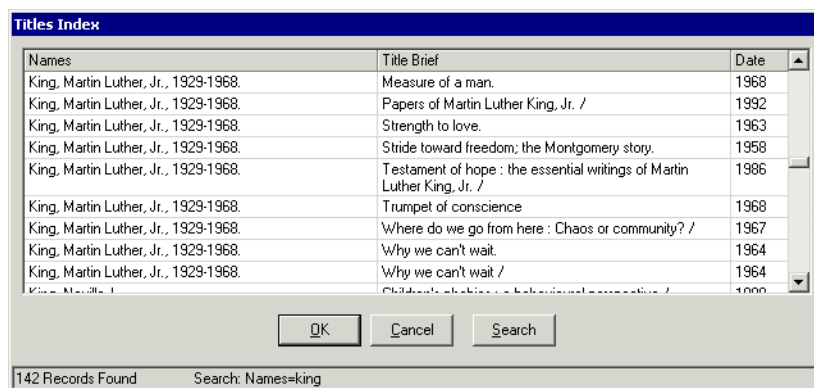 Titles Index
Names Title Brief Date
King, Martin Luther, Jr., 1929-1968. Measure of a man. 1968
King, Martin Luther, Jr., 1929-1968. Papers of Martin Luther King, Jr. / 1992
King, Martin Luther, Jr., 1929-1968. Strength to love. 1963
King, Martin Luther, Jr., 1929-1968. Stride toward freedom; the Montgomery story. 1958
King, Martin Luther, Jr., 1929-1968. Testament of hope : the essential writings of Martin 1986
Luther King, Jr. /
King, Martin Luther, Jr., 1929-1968. Trumpet of conscience 1968
King, Martin Luther, Jr., 1929-1968. Where do we go from here : Chaos or community? / 1967
King, Martin Luther, Jr., 1929-1968. Why we can't wait. 1964
King, Martin Luther, Jr., 1929-1968. Why we can't wait / 1964
OK Cancel Search
142 Records Found Search: Names=king